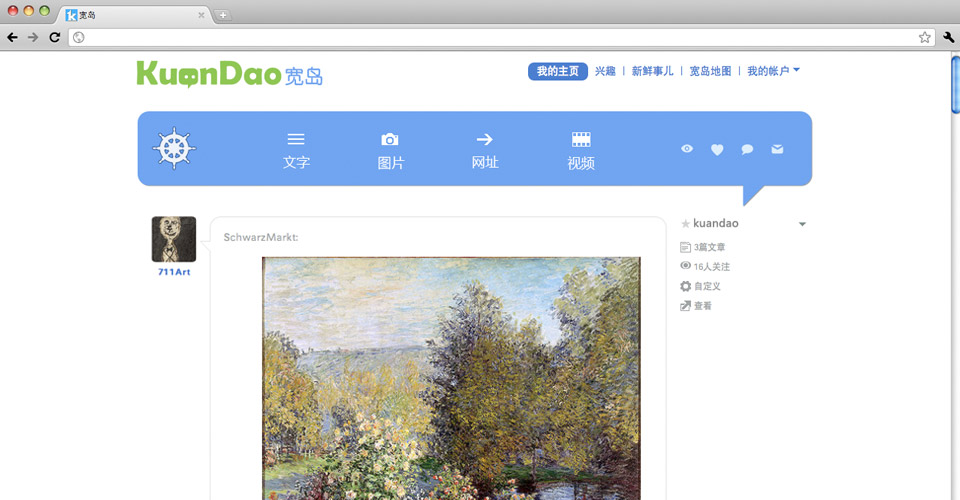 宽岛
KuanDao 宽岛
我的主页 兴趣 | 新鲜事儿 | 宽岛地图 | 我的帐户
文字 图片 网址 视频
SchwarzMarkt:
711Art
kuandao
3篇文章
16人关注
自定义
查看